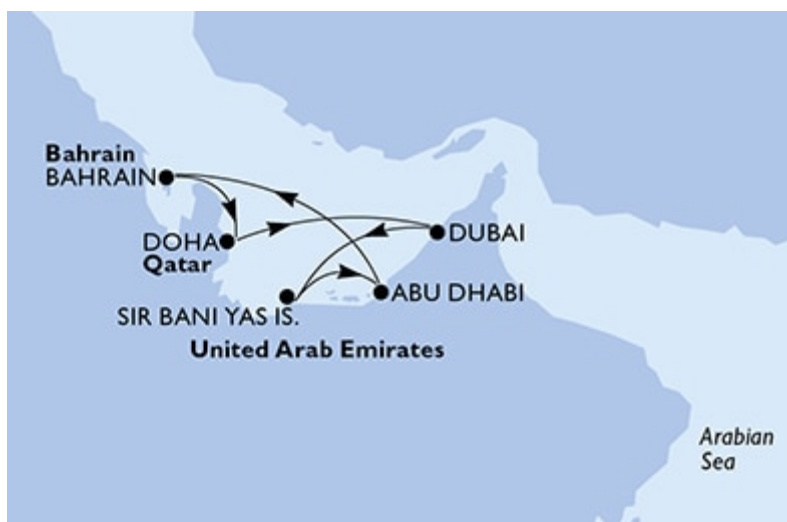 Bahrain
BAHRAIN
DOHA
Qatar
DUBAI
ABU DHABI
SIR BANI YAS IS.
United Arab Emirates
Arabian
Sea